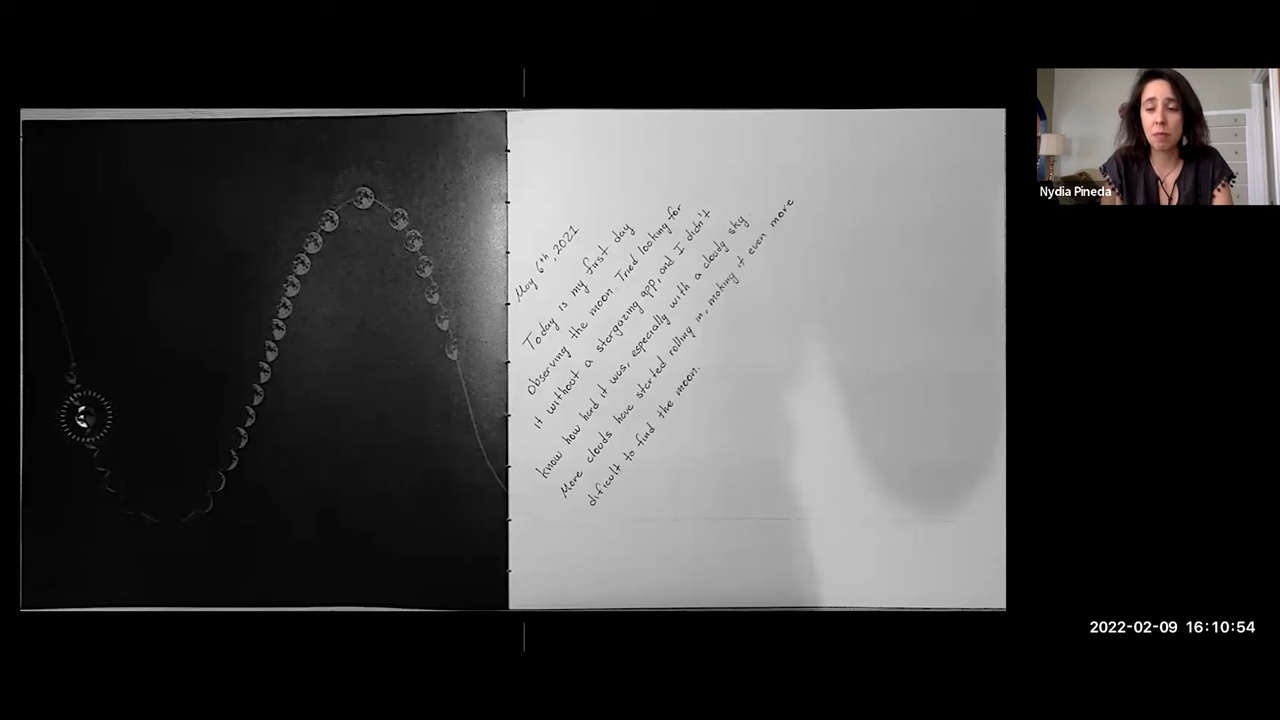 May 6th, 2021
Today is my first day
observing the moon. Tried looking for
it without a stargazing app, and I didn't
know how hard it was, especially with a cloudy sky
More clouds have started rolling in, making it even more
dificult to find the moon.
Nydia Pineda
2022-02-09 16:10:54